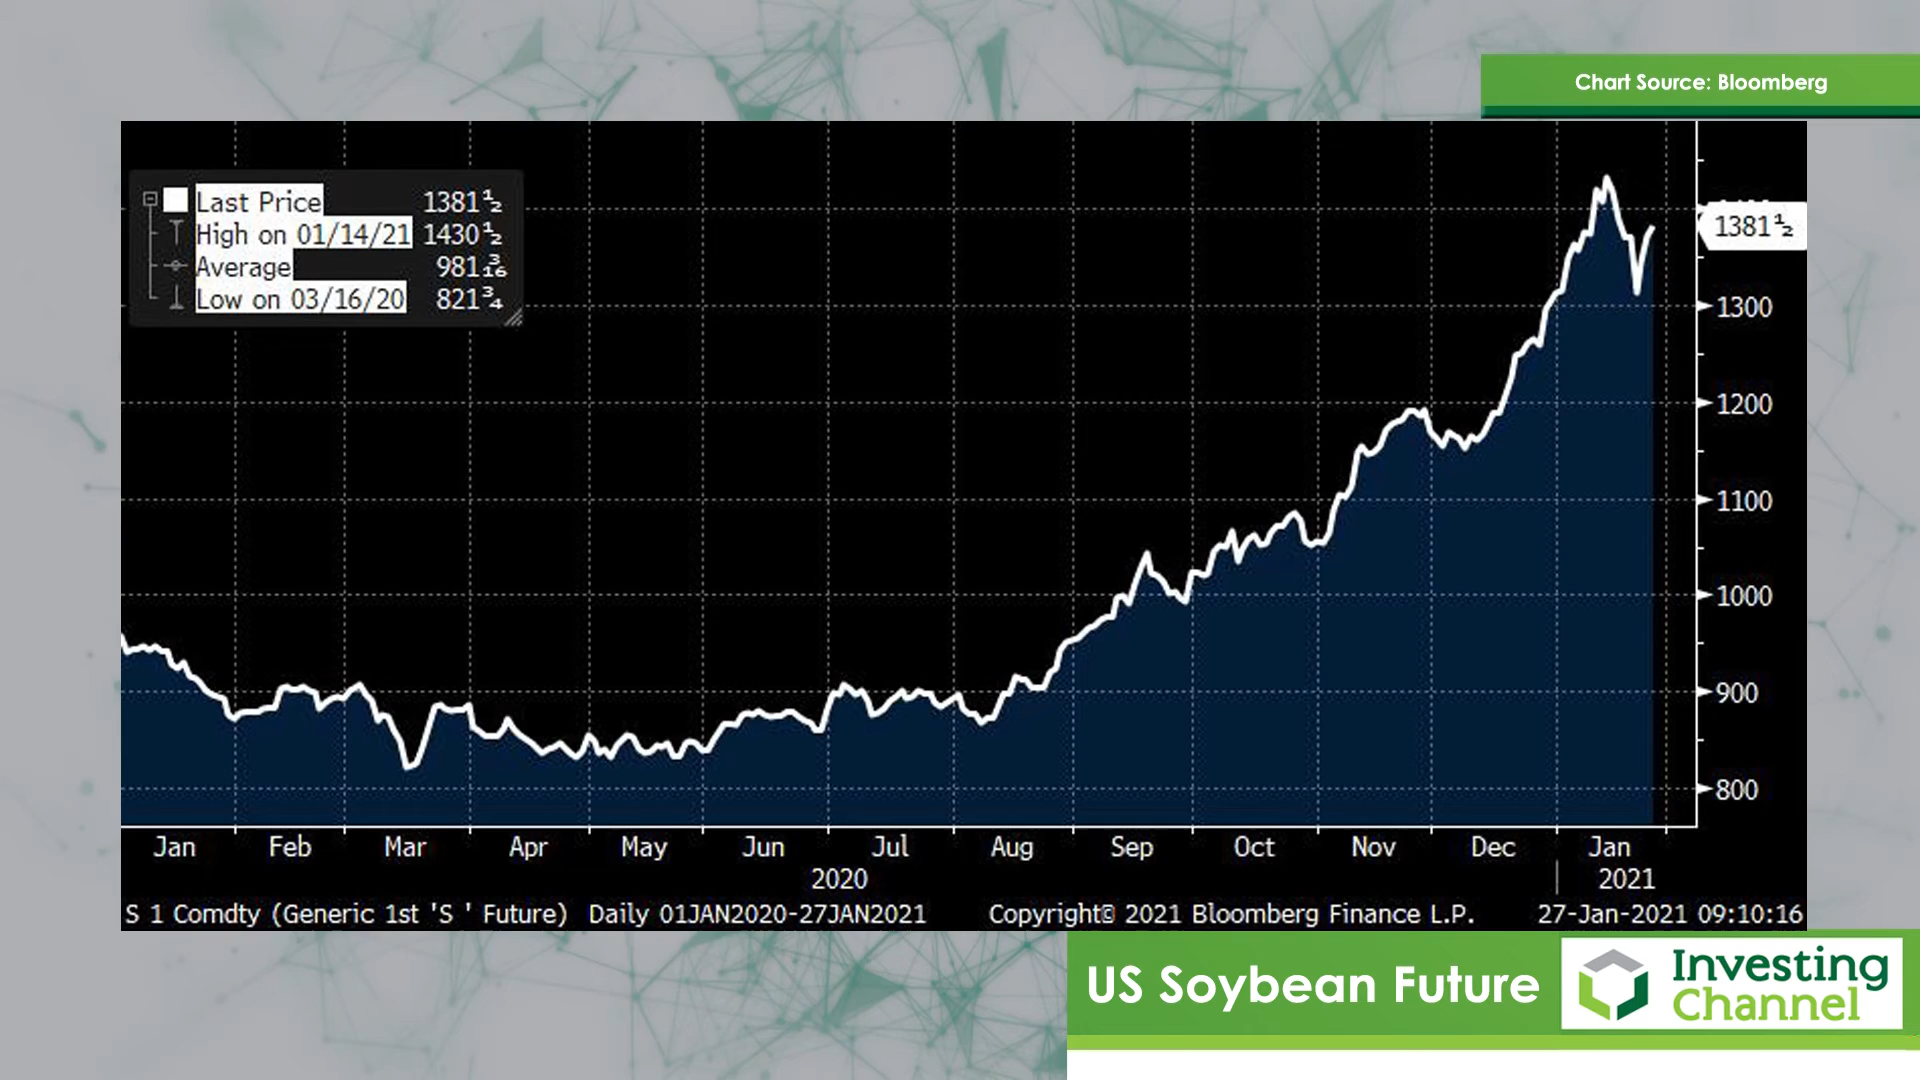 Chart Source: Bloomberg
Last Price 1381½
High on 01/14/21 1430½
Average 981 3/16
Low on 03/16/20 821¾
1381½
1300
1200
1100
1000
900
800
Jan Feb Mar Apr May Jun Jul Aug Sep Oct Nov Dec Jan
2020 2021
S 1 Comdty (Generic 1st 'S ' Future) Daily 01JAN2020-27JAN2021 Copyright© 2021 Bloomberg Finance L.P. 27-Jan-2021 09:10:16
US Soybean Future
Investing
Channel